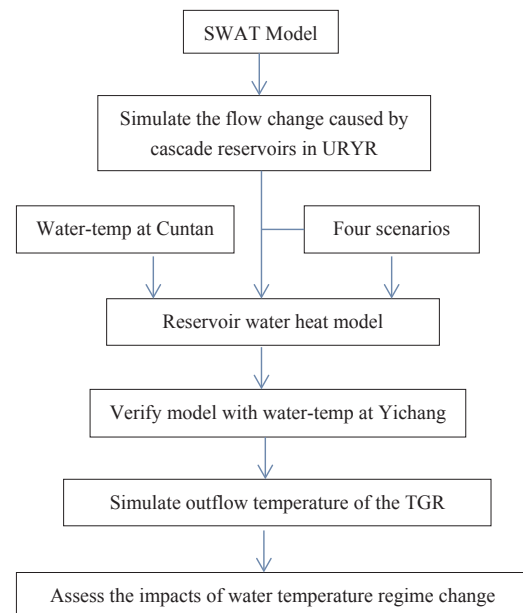 SWAT Model
Simulate the flow change caused by
cascade reservoirs in URYR
Water-temp at Cuntan
Four scenarios
Reservoir water heat model
Verify model with water-temp at Yichang
Simulate outflow temperature of the TGR
Assess the impacts of water temperature regime change